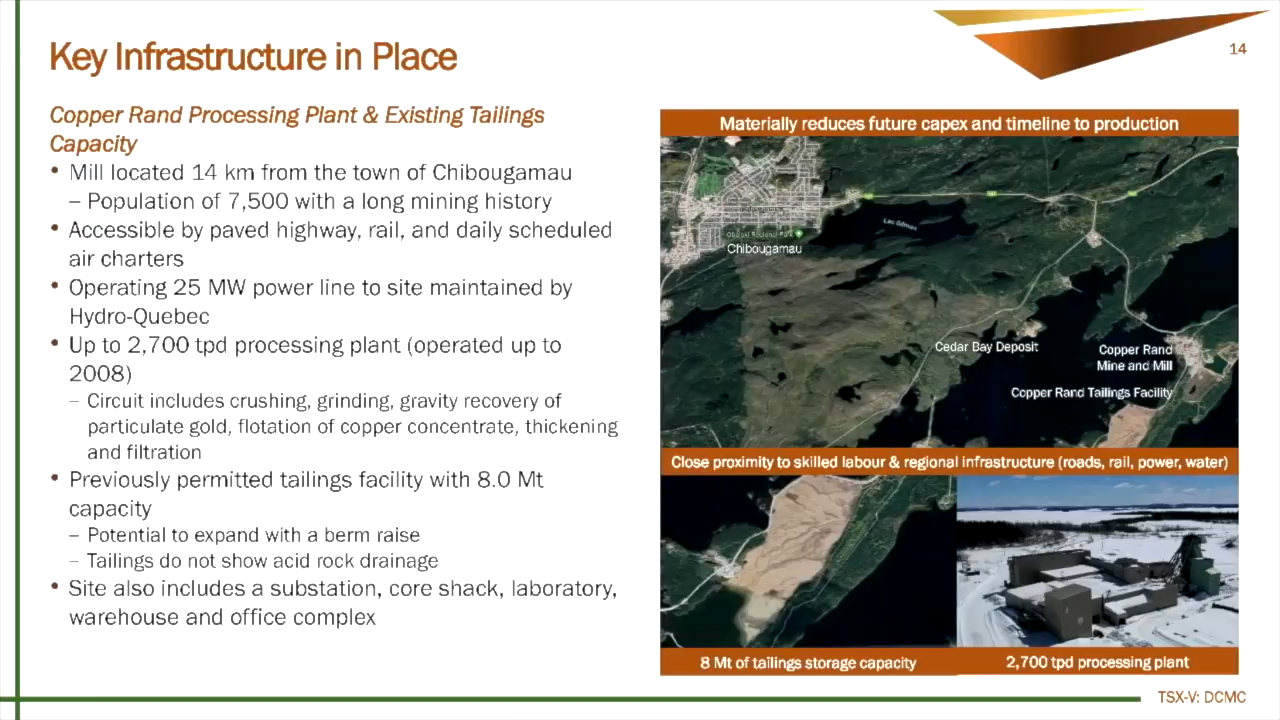 Key Infrastructure in Place
14
Copper Rand Processing Plant & Existing Tailings
Capacity
• Mill located 14 km from the town of Chibougamau
– Population of 7,500 with a long mining history
• Accessible by paved highway, rail, and daily scheduled
air charters
• Operating 25 MW power line to site maintained by
Hydro-Quebec
• Up to 2,700 tpd processing plant (operated up to
2008)
– Circuit includes crushing, grinding, gravity recovery of
particulate gold, flotation of copper concentrate, thickening
and filtration
• Previously permitted tailings facility with 8.0 Mt
capacity
– Potential to expand with a berm raise
– Tailings do not show acid rock drainage
• Site also includes a substation, core shack, laboratory,
warehouse and office complex
Materially reduces future capex and timeline to production
Lac Gilman
Regional Park
Chibougamau
Cedar Bay Deposit
Copper Rand
Mine and Mill
Copper Rand Tailings Facility
Close proximity to skilled labour & regional infrastructure (roads, rail, power, water)
8 Mt of tailings storage capacity
2,700 tpd processing plant
TSX-V: DCMC